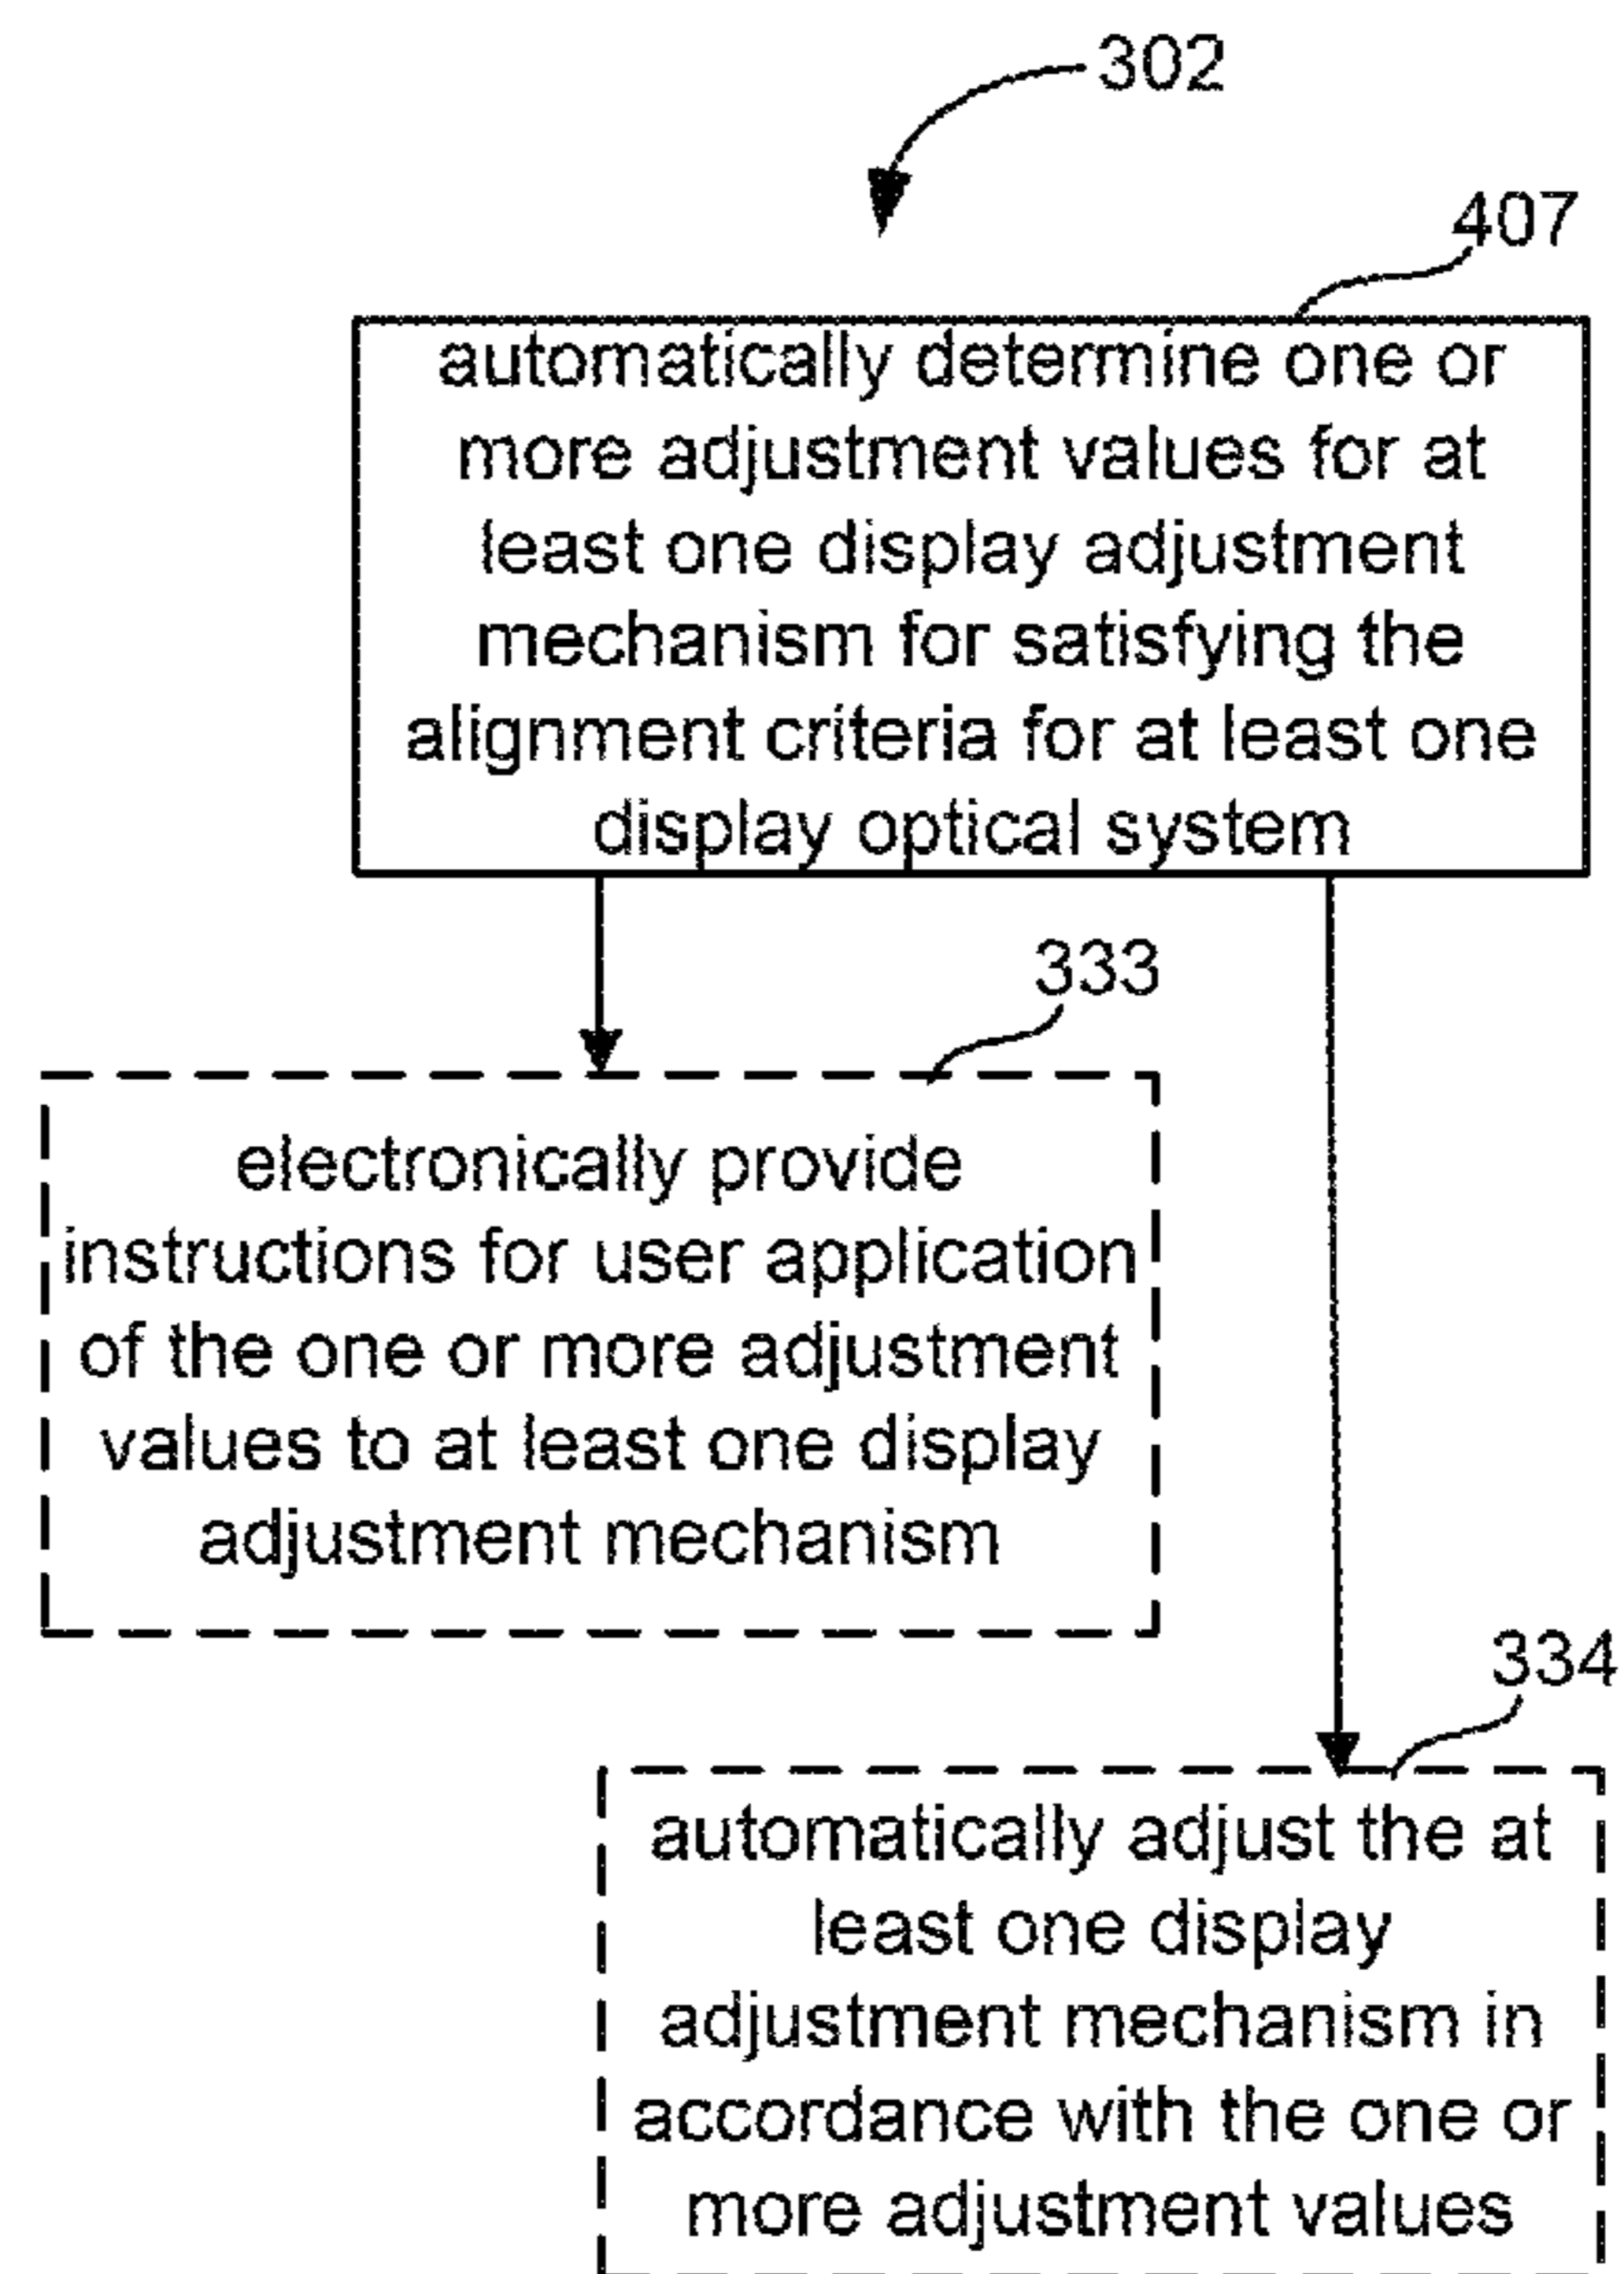 302
407
automatically determine one or
more adjustment values for at
least one display adjustment
mechanism for satisfying the
alignment criteria for at least one
display optical system
333
electronically provide
instructions for user application
of the one or more adjustment
values to at least one display
adjustment mechanism
334
automatically adjust the at
least one display
adjustment mechanism in
accordance with the one or
more adjustment values